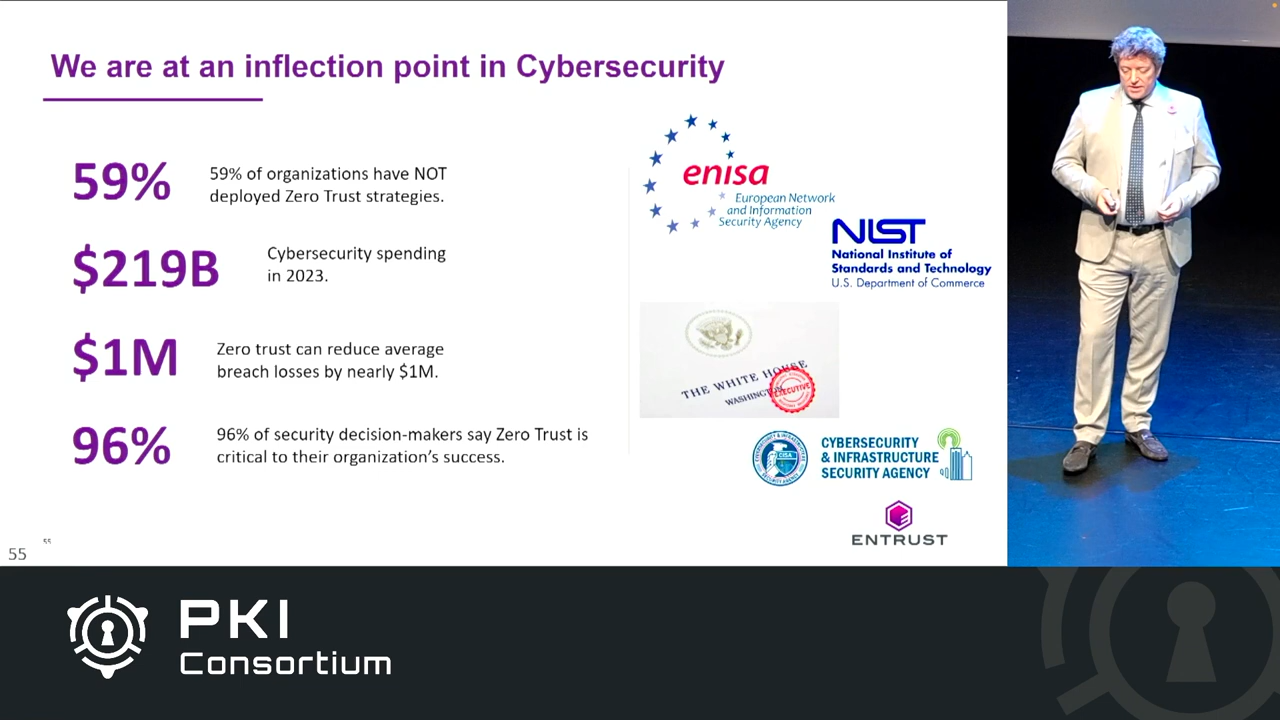 We are at an inflection point in Cybersecurity
59%
59% of organizations have NOT
deployed Zero Trust strategies.
$219B
Cybersecurity spending
in 2023.
$1M
Zero trust can reduce average
breach losses by nearly $1M.
96%
96% of security decision-makers say Zero Trust is
critical to their organization's success.
enisa
European Network
and Information
Security Agency
NIST
National Institute of
Standards and Technology
U.S. Department of Commerce
THE WHITE HOUSE
WASHINGT
EXECUTIVE
CISA
CYBERSECURITY
& INFRASTRUCTURE
SECURITY AGENCY
ENTRUST
55
55
PKI
Consortium